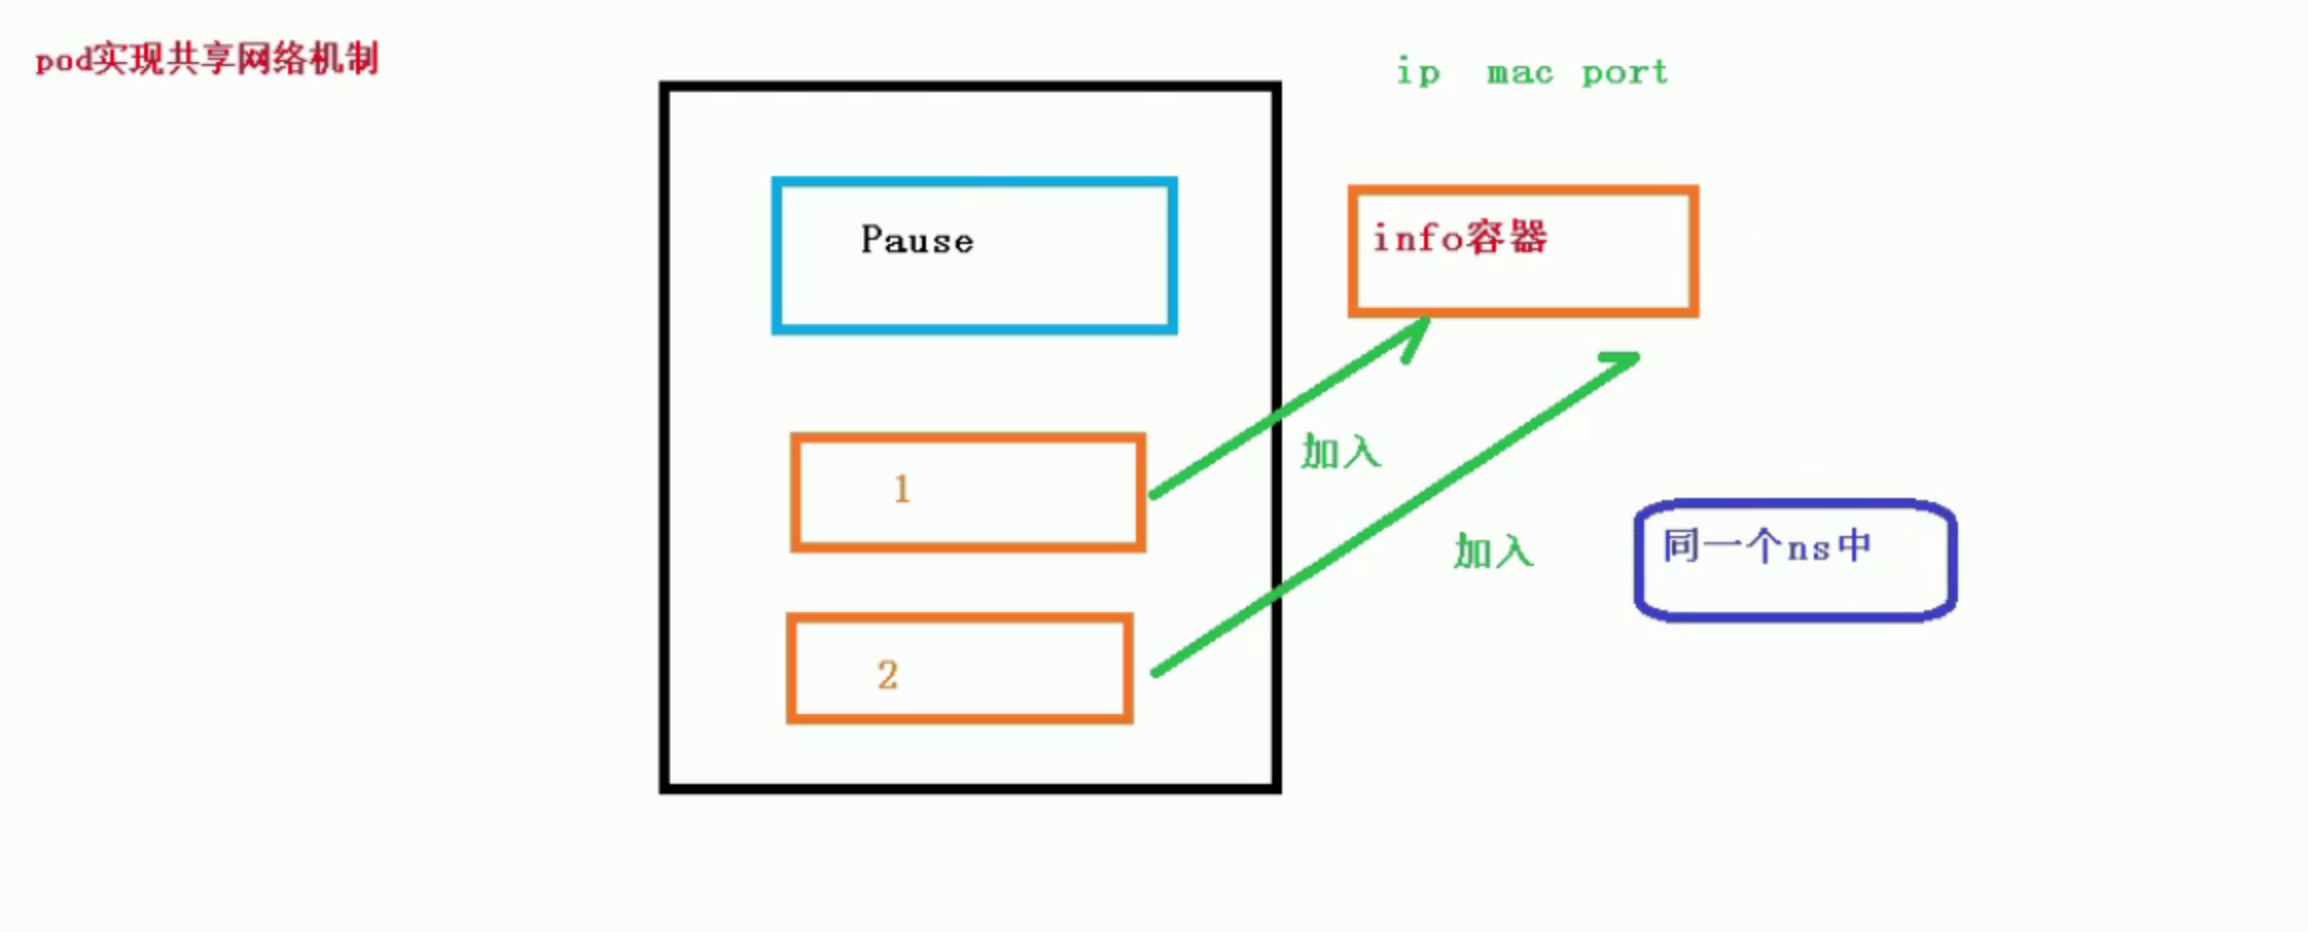 pod实现共享网络机制
ip mac port
Pause
info容器
1
加入
加入
同一个ns中
2